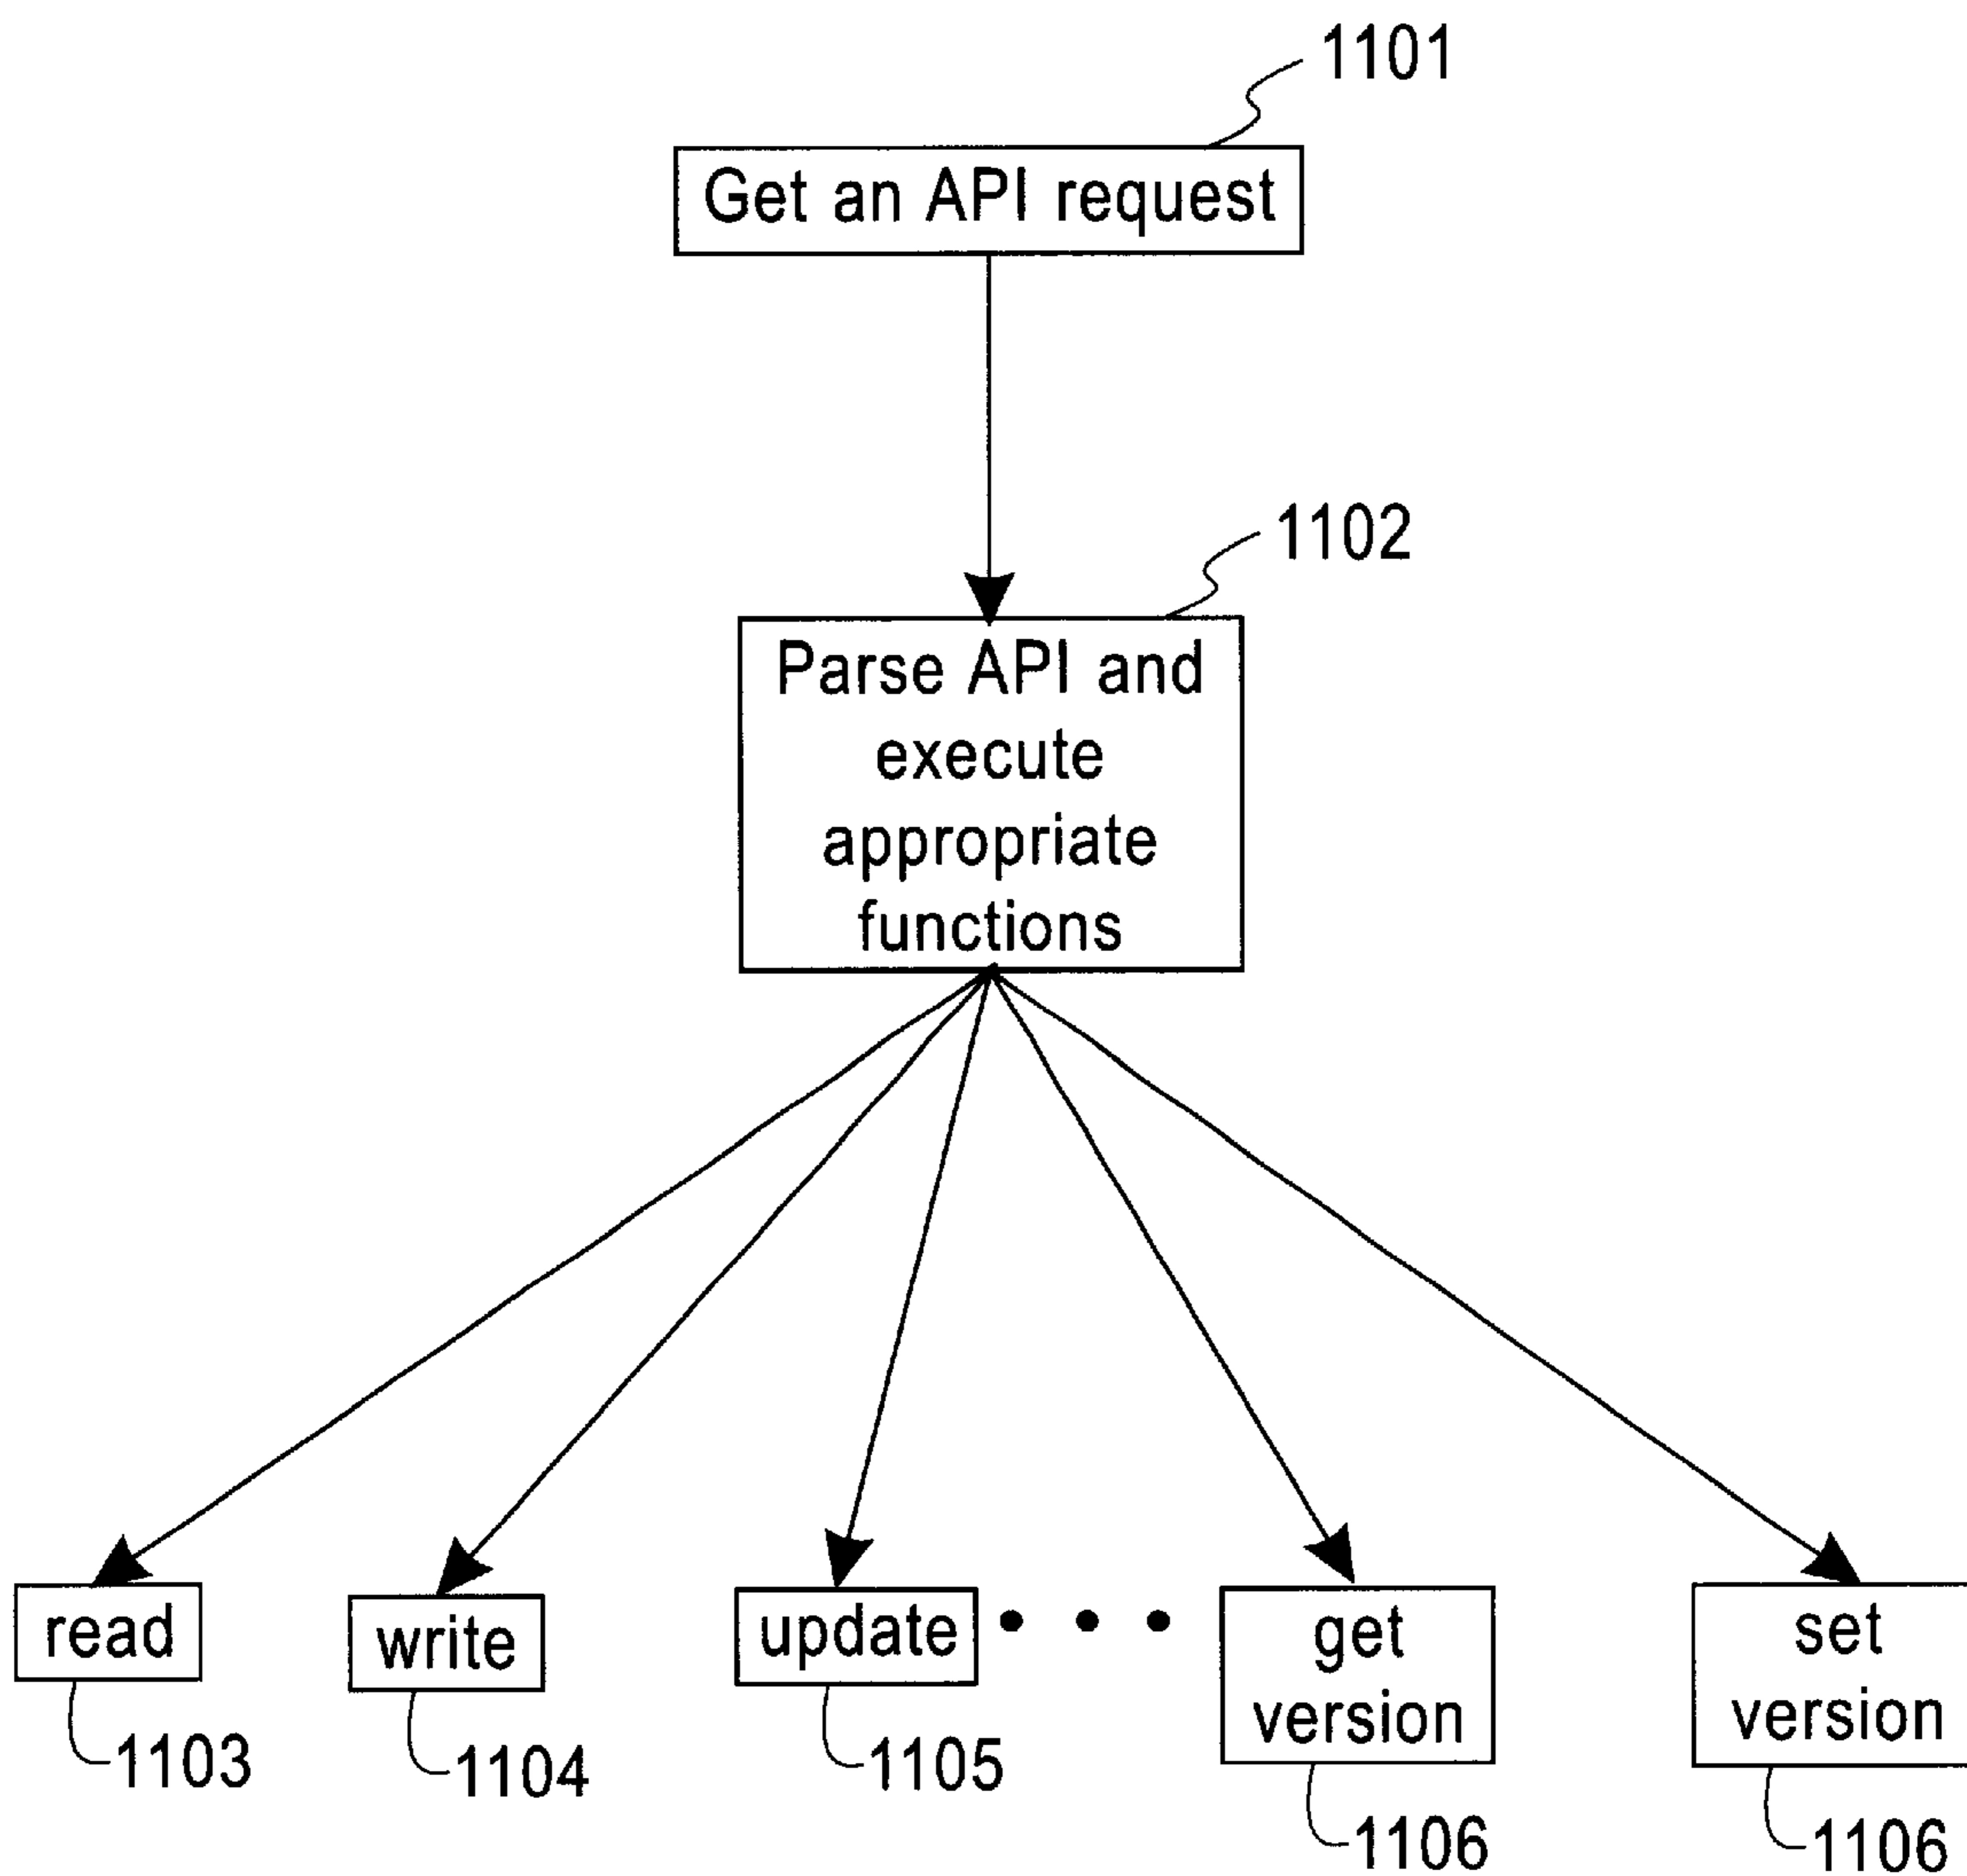 1101
Get an API request
1102
Parse API and
execute
appropriate
functions
read
write
update
get
version
set
version
1103
1104
1105
1106
1106